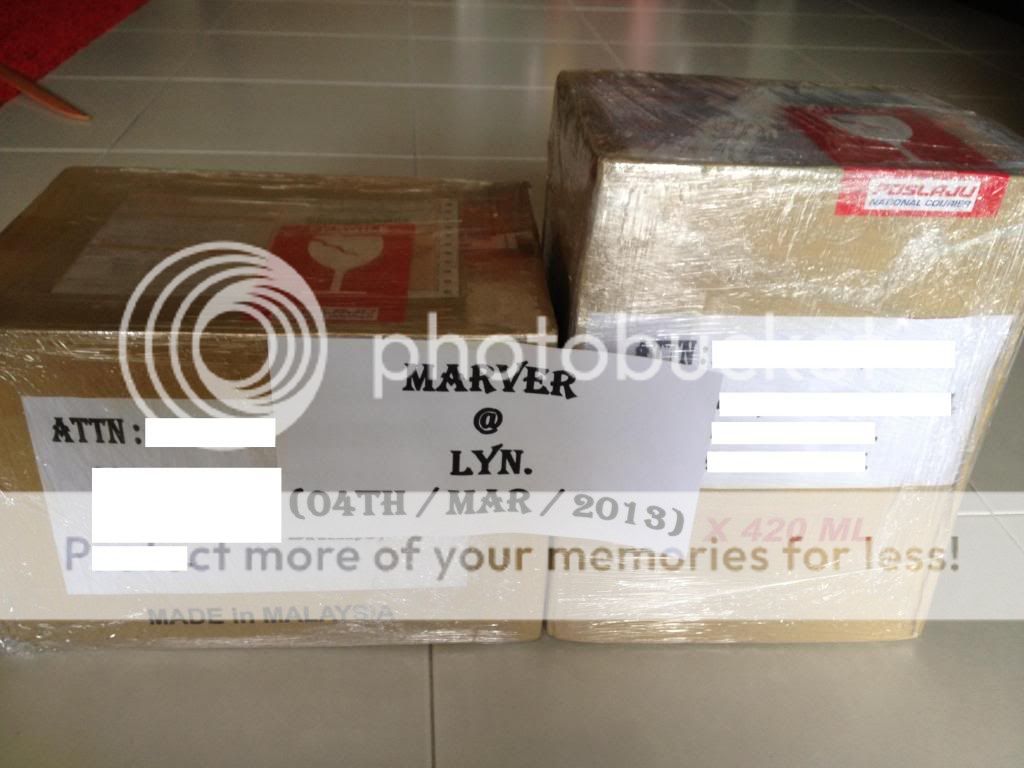 POSLAJU
NATIONAL COURIER
photobucket
ATTN :
MARVER
@
LYN.
(04TH / MAR / 2013)
ATTN :
X 420 ML
Protect more of your memories for less!
MADE in MALAYSIA